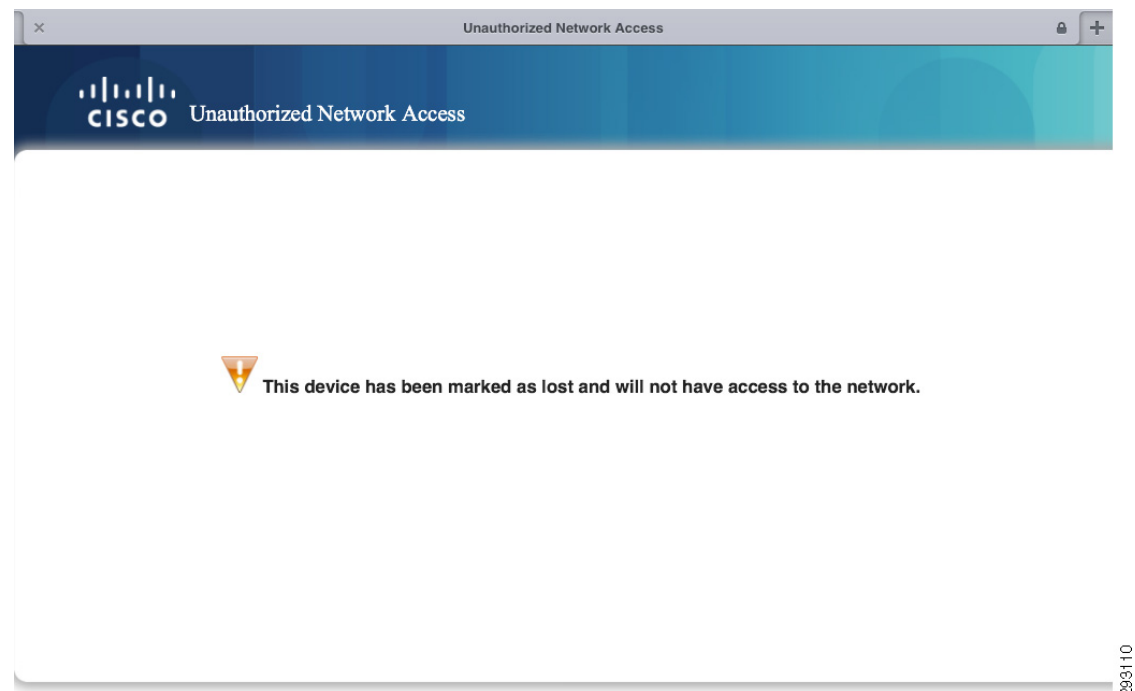 Unauthorized Network Access
CISCO Unauthorized Network Access
This device has been marked as lost and will not have access to the network.
293110